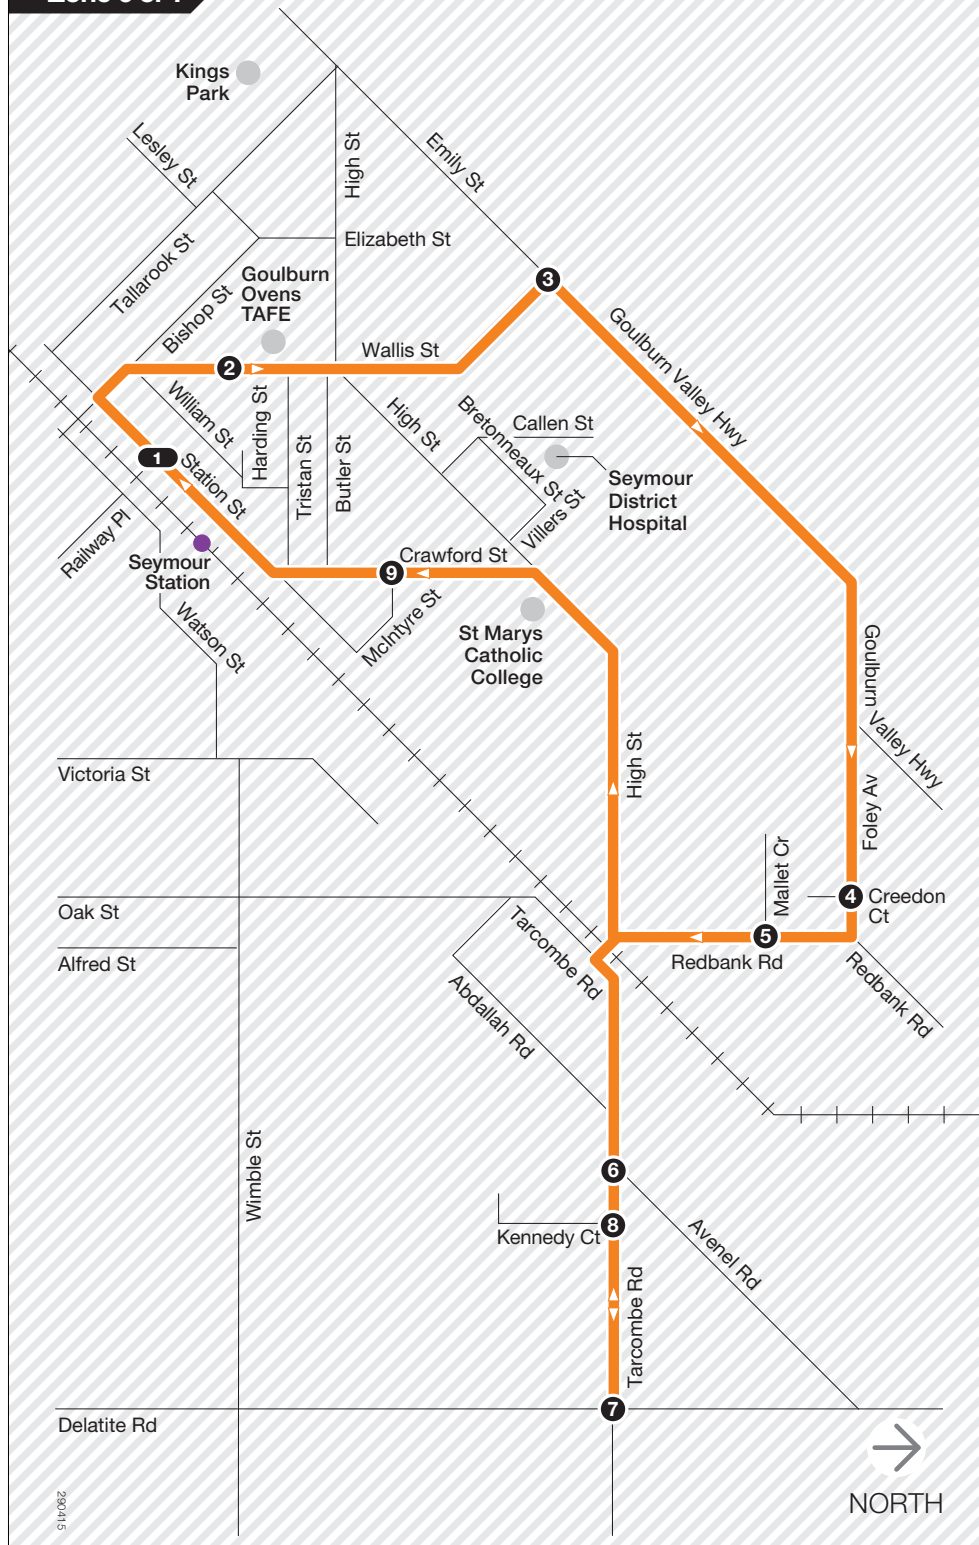 Kings
Park
Lesley St
High St
Emily St
Elizabeth St
Tallarook St
Bishop St
Goulburn
Ovens
TAFE
3
Goulburn Valley Hwy
Wallis St
2
William St
Harding St
Tristan St
Butler St
High St
Bretonneaux St
Callen St
Villers St
Seymour
District
Hospital
1
Station St
Railway Pl
Seymour
Station
Crawford St
9
McIntyre St
Watson St
St Marys
Catholic
College
Goulburn
Valley Hwy
High St
Victoria St
Foley Av
Mallet Cr
4
Creedon
Ct
Oak St
5
Alfred St
Tarcombe Rd
Redbank Rd
Redbank Rd
Abdallah Rd
Wimble St
6
8
Kennedy Ct
Avenel Rd
Tarcombe Rd
7
Delatite Rd
NORTH
290415